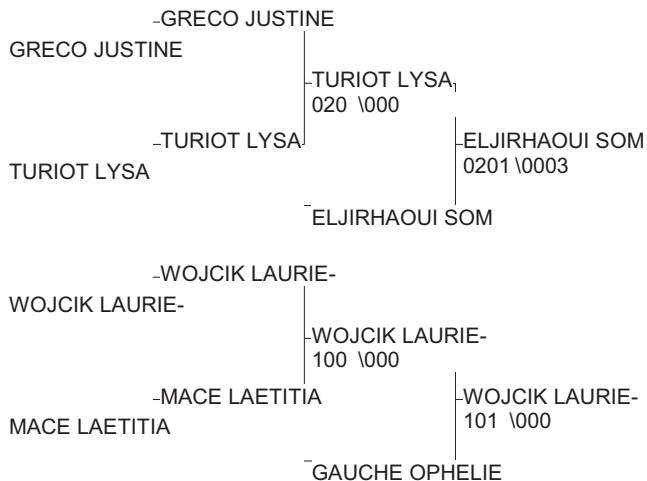 GRECO JUSTINE
GRECO JUSTINE
TURIOT LYSA
020 \000
TURIOT LYSA
ELJIRHAOUI SOM
0201 \0003
TURIOT LYSA
ELJIRHAOUI SOM
WOJCIK LAURIE-
WOJCIK LAURIE-
WOJCIK LAURIE-
100 \000
MACE LAETITIA
WOJCIK LAURIE-
101 \000
MACE LAETITIA
GAUCHE OPHELIE